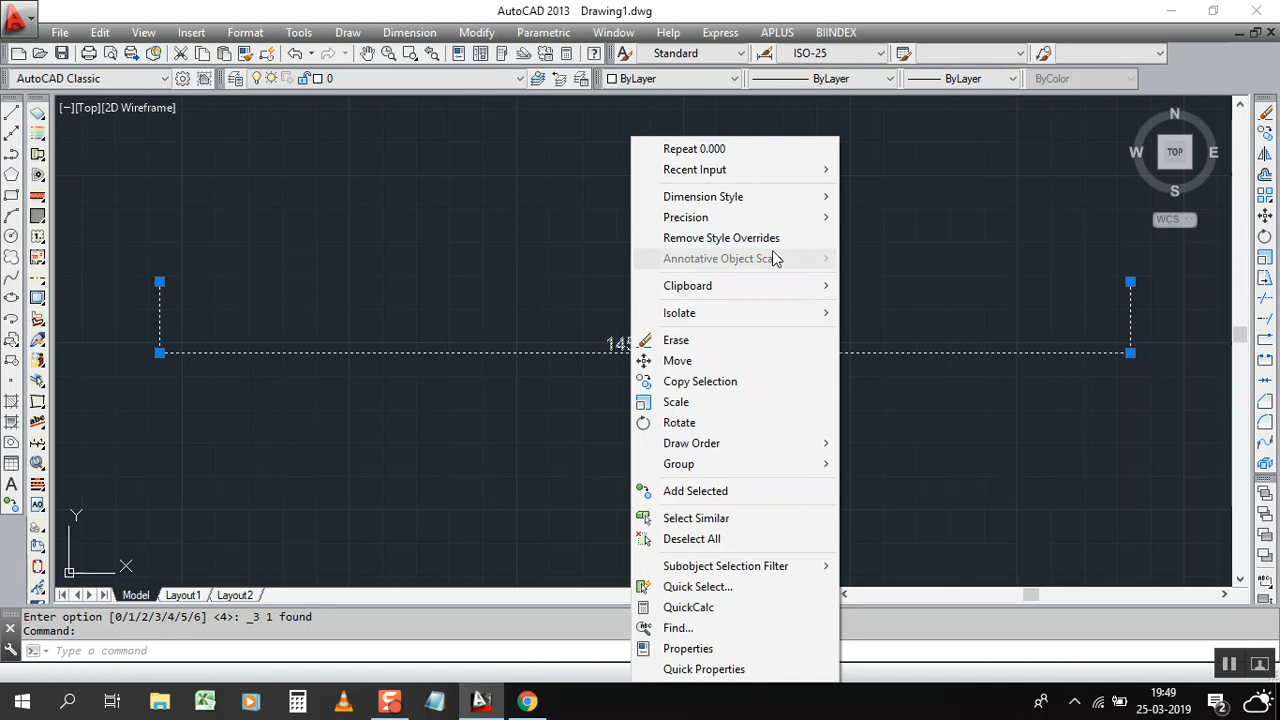 AutoCAD 2013 Drawing1.dwg
File Edit View Insert Format Tools Draw Dimension Modify Parametric Window Help Express APLUS BIINDEX
Standard ISO-25
AutoCAD Classic 0 ByLayer ByLayer ByLayer ByColor
[−][Top][2D Wireframe]
N
W TOP E
S
WCS
Repeat 0.000
Recent Input
Dimension Style
Precision
Remove Style Overrides
Annotative Object
Clipboard
Isolate
Erase
Move
Copy Selection
Scale
Rotate
Draw Order
Group
Add Selected
Select Similar
Deselect All
Subobject Selection Filter
Quick Select...
QuickCalc
Find...
Properties
Quick Properties
Y
X
Model Layout1 Layout2
Enter option [0/1/2/3/4/5/6] <4>: _3 1 found
Command:
Type a command
19:49
25-03-2019
2